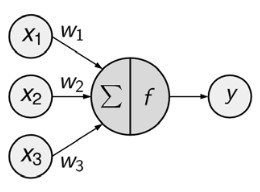 x₁ w₁
x₂ w₂ ∑ f y
x₃ w₃